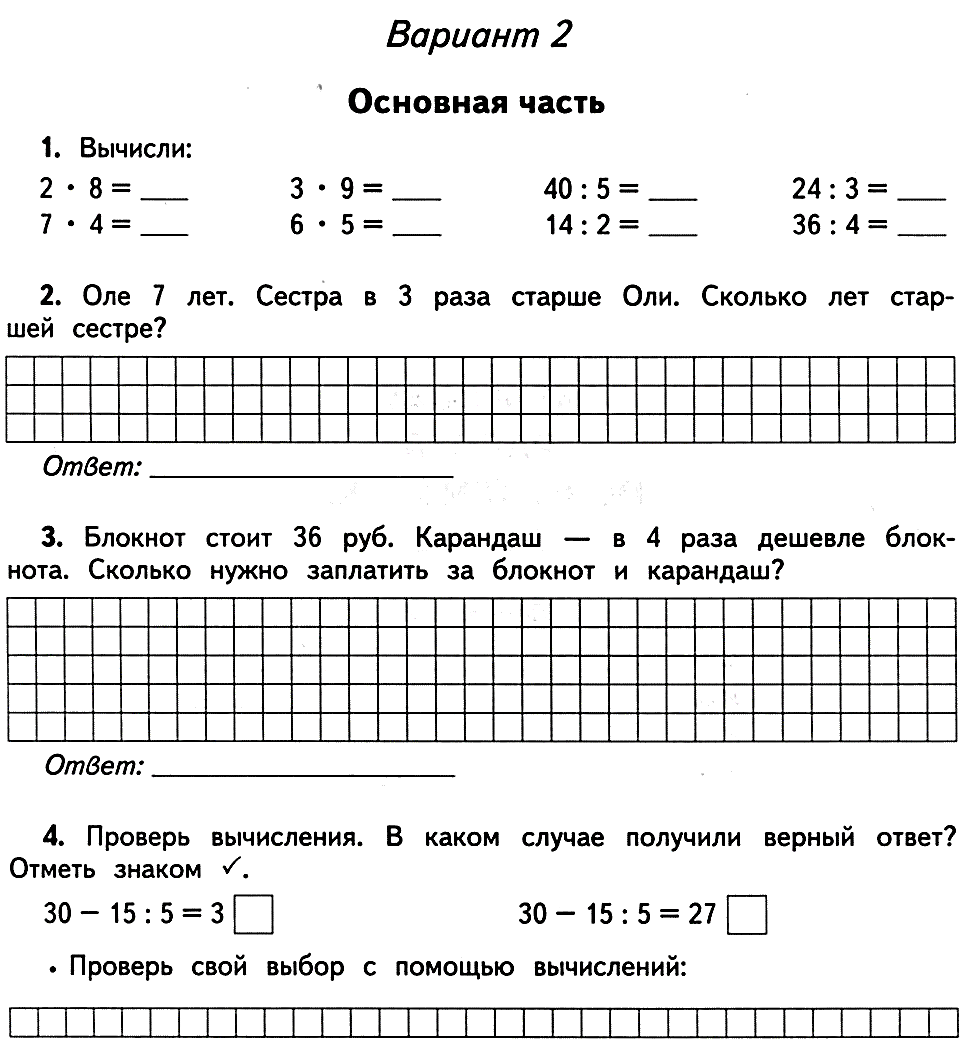 Вариант 2
Основная часть
1. Вычисли:
2 · 8 = ___ 3 · 9 = ___ 40 : 5 = ___ 24 : 3 = ___
7 · 4 = ___ 6 · 5 = ___ 14 : 2 = ___ 36 : 4 = ___
2. Оле 7 лет. Сестра в 3 раза старше Оли. Сколько лет стар-
шей сестре?
Ответ: ___
3. Блокнот стоит 36 руб. Карандаш — в 4 раза дешевле блок-
нота. Сколько нужно заплатить за блокнот и карандаш?
Ответ: ___
4. Проверь вычисления. В каком случае получили верный ответ?
Отметь знаком ✓.
30 − 15 : 5 = 3 □ 30 − 15 : 5 = 27 □
• Проверь свой выбор с помощью вычислений: